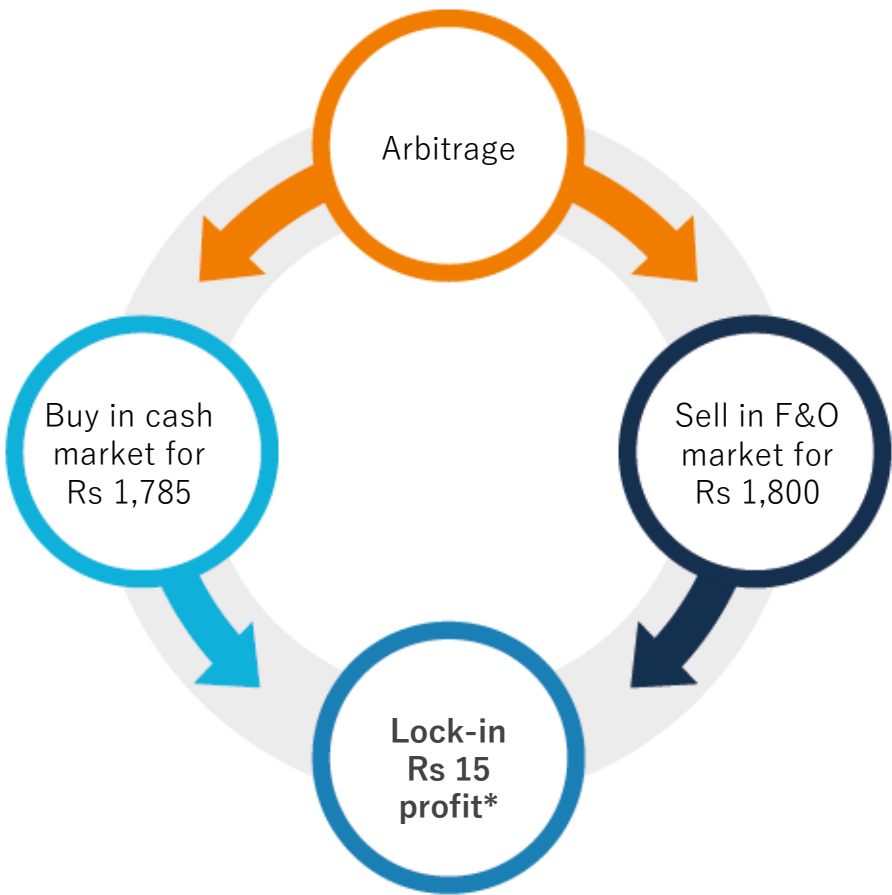 Arbitrage
Buy in cash
market for
Rs 1,785
Sell in F&O
market for
Rs 1,800
Lock-in
Rs 15
profit*